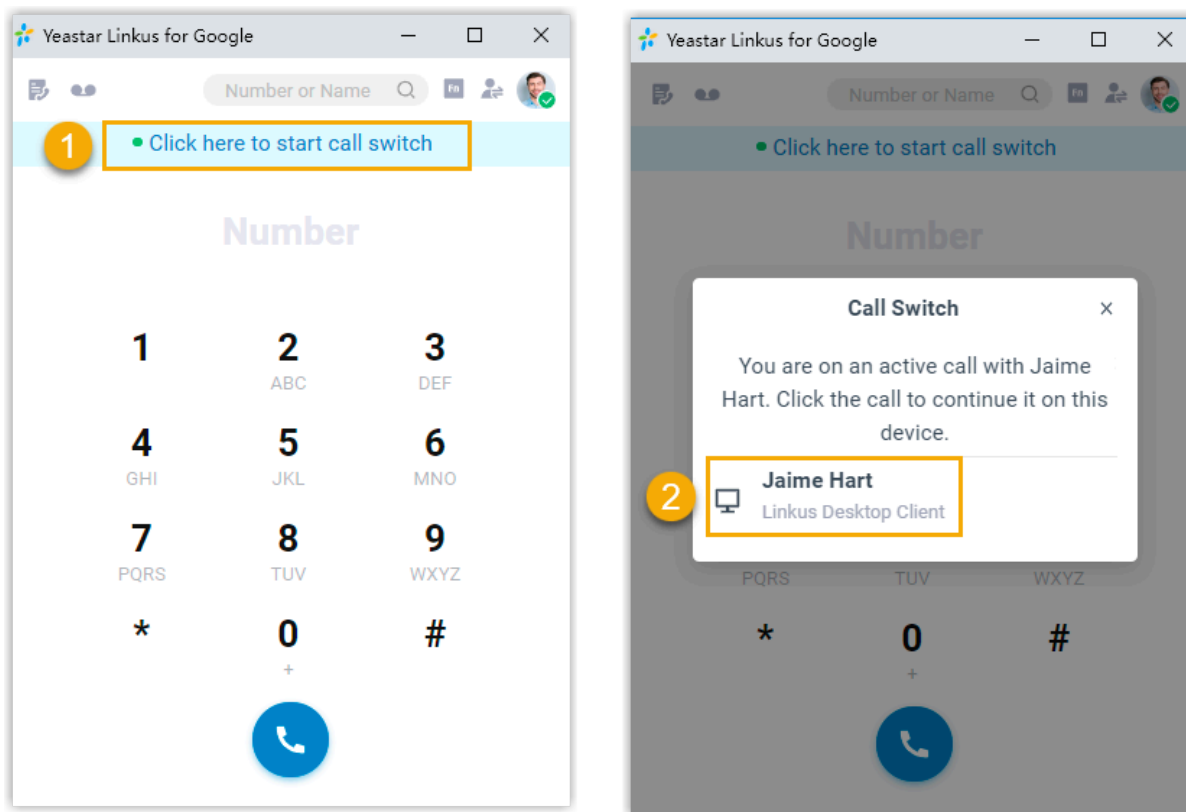 Yeastar Linkus for Google
Number or Name
Fn
1
Click here to start call switch
Number
1 2 3
ABC DEF
4 5 6
GHI JKL MNO
7 8 9
PQRS TUV WXYZ
* 0 #
+
Yeastar Linkus for Google
Number or Name
Fn
Click here to start call switch
Number
Call Switch
You are on an active call with Jaime
Hart. Click the call to continue it on this
device.
2
Jaime Hart
Linkus Desktop Client
PQRS TUV WXYZ
* 0 #
+